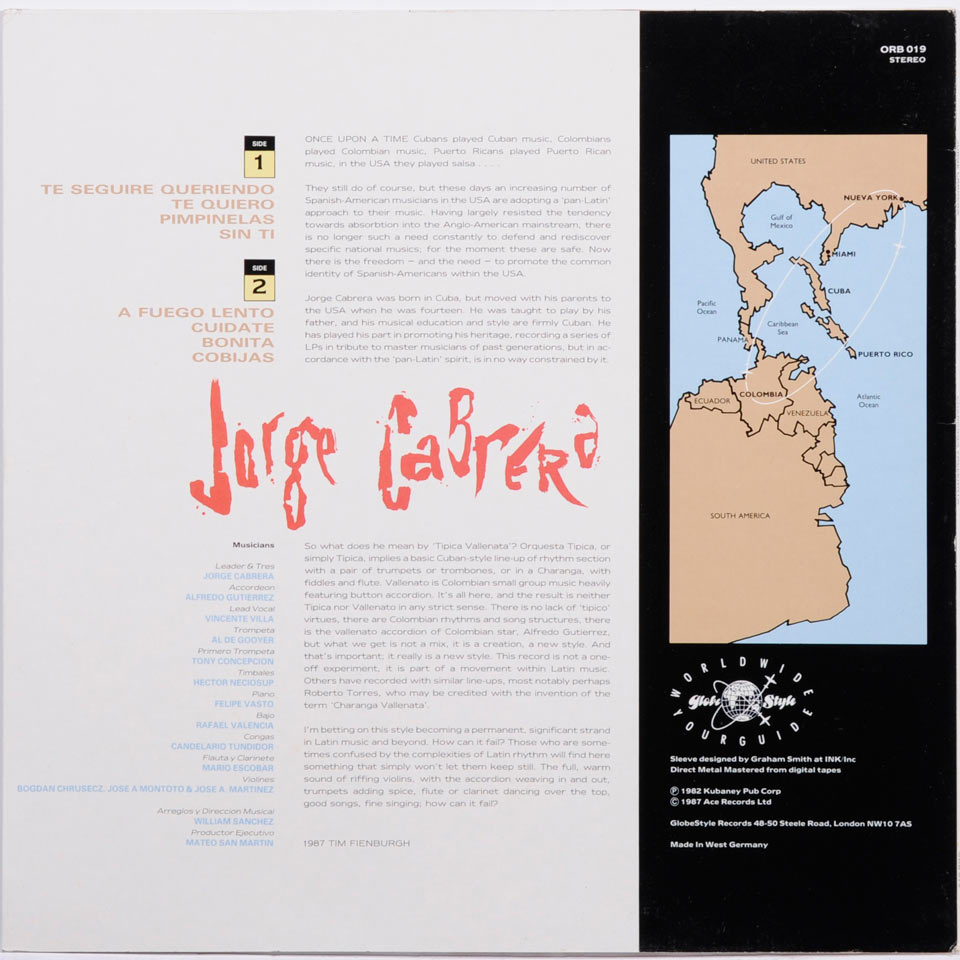 ORB 019
STEREO
SIDE
1
TE SEGUIRE QUERIENDO
TE QUIERO
PIMPINELAS
SIN TI
SIDE
2
A FUEGO LENTO
CUIDATE
BONITA
COBIJAS
ONCE UPON A TIME Cubans played Cuban music, Colombians
played Colombian music, Puerto Ricans played Puerto Rican
music, in the USA they played salsa . . . .
They still do of course, but these days an increasing number of
Spanish-American musicians in the USA are adopting a 'pan-Latin'
approach to their music. Having largely resisted the tendency
towards absorbtion into the Anglo-American mainstream, there
is no longer such a need constantly to defend and rediscover
specific national musics; for the moment these are safe. Now
there is the freedom – and the need – to promote the common
identity of Spanish-Americans within the USA.
Jorge Cabrera was born in Cuba, but moved with his parents to
the USA when he was fourteen. He was taught to play by his
father, and his musical education and style are firmly Cuban. He
has played his part in promoting his heritage, recording a series of
LPs in tribute to master musicians of past generations, but in ac-
cordance with the 'pan-Latin' spirit, is in no way constrained by it.
Jorge Cabrera
Musicians
Leader & Tres
JORGE CABRERA
Accordeon
ALFREDO GUTIERREZ
Lead Vocal
VINCENTE VILLA
Trompeta
AL DE GOOYER
Primero Trompeta
TONY CONCEPCION
Timbales
HECTOR NECIOSUP
Piano
FELIPE VASTO
Bajo
RAFAEL VALENCIA
Congas
CANDELARIO TUNDIDOR
Flauta y Clarinete
MARIO ESCOBAR
Violines
BOGDAN CHRUSECZ, JOSE A MONTOTO & JOSE A. MARTINEZ
Arreglos y Direccion Musical
WILLIAM SANCHEZ
Productor Ejecutivo
MATEO SAN MARTIN
So what does he mean by 'Tipica Vallenata'? Orquesta Tipica, or
simply Tipica, implies a basic Cuban-style line-up of rhythm section
with a pair of trumpets or trombones, or in a Charanga, with
fiddles and flute. Vallenato is Colombian small group music heavily
featuring button accordion. It's all here, and the result is neither
Tipica nor Vallenato in any strict sense. There is no lack of 'tipico'
virtues, there are Colombian rhythms and song structures, there
is the vallenato accordion of Colombian star, Alfredo Gutierrez,
but what we get is not a mix, it is a creation, a new style. And
that's important; it really is a new style. This record is not a one-
off experiment, it is part of a movement within Latin music.
Others have recorded with similar line-ups, most notably perhaps
Roberto Torres, who may be credited with the invention of the
term 'Charanga Vallenata'.
I'm betting on this style becoming a permanent, significant strand
in Latin music and beyond. How can it fail? Those who are some-
times confused by the complexities of Latin rhythm will find here
something that simply won't let them keep still. The full, warm
sound of riffing violins, with the accordion weaving in and out,
trumpets adding spice, flute or clarinet dancing over the top,
good songs, fine singing; how can it fail?
1987 TIM FIENBURGH
UNITED STATES
NUEVA YORK
Gulf of
Mexico
MIAMI
CUBA
Pacific
Ocean
Caribbean
Sea
PANAMA
PUERTO RICO
COLOMBIA
ECUADOR
VENEZUELA
Atlantic
Ocean
SOUTH AMERICA
WORLDWIDE
Globe Style
YOUR GUIDE
Sleeve designed by Graham Smith at INK/Inc
Direct Metal Mastered from digital tapes
Ⓟ 1982 Kubaney Pub Corp
© 1987 Ace Records Ltd
GlobeStyle Records 48-50 Steele Road, London NW10 7AS
Made In West Germany